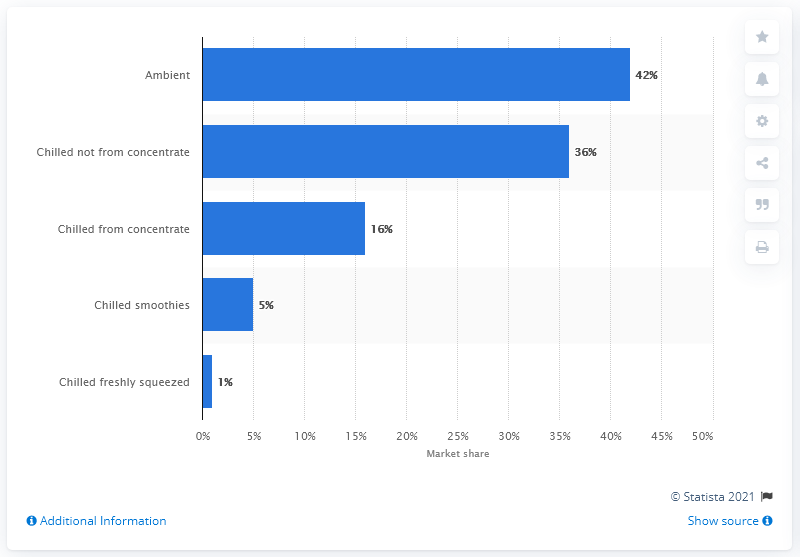 Ambient 42%
Chilled not from concentrate 36%
Chilled from concentrate 16%
Chilled smoothies 5%
Chilled freshly squeezed 1%
0% 5% 10% 15% 20% 25% 30% 35% 40% 45% 50%
Market share
© Statista 2021
Additional Information Show source